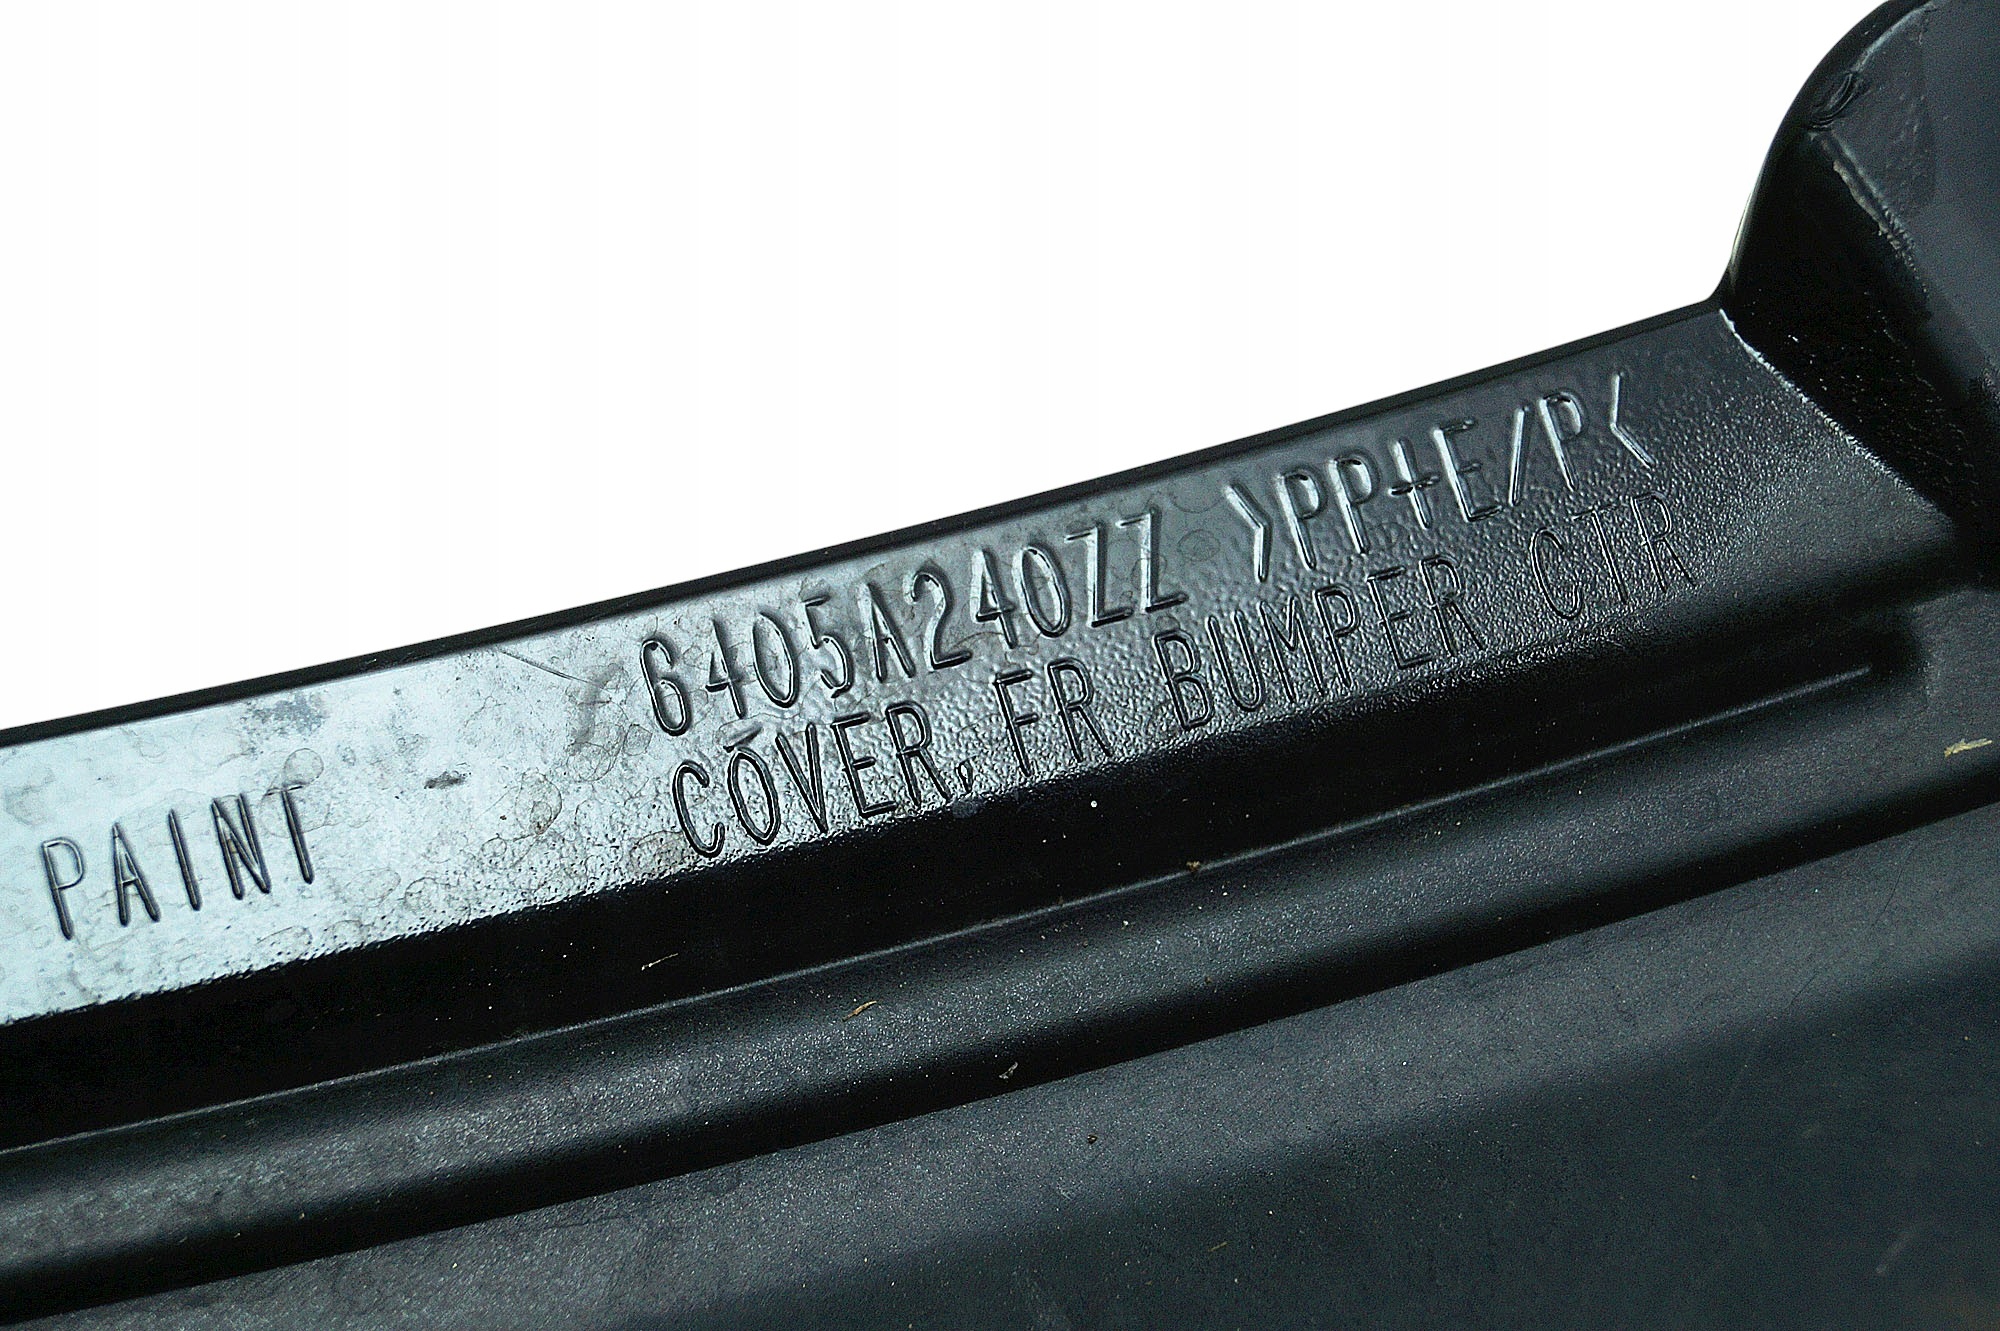 6405A240ZZ >PP+E/P<
COVER, FR BUMPER CTR
PAINT